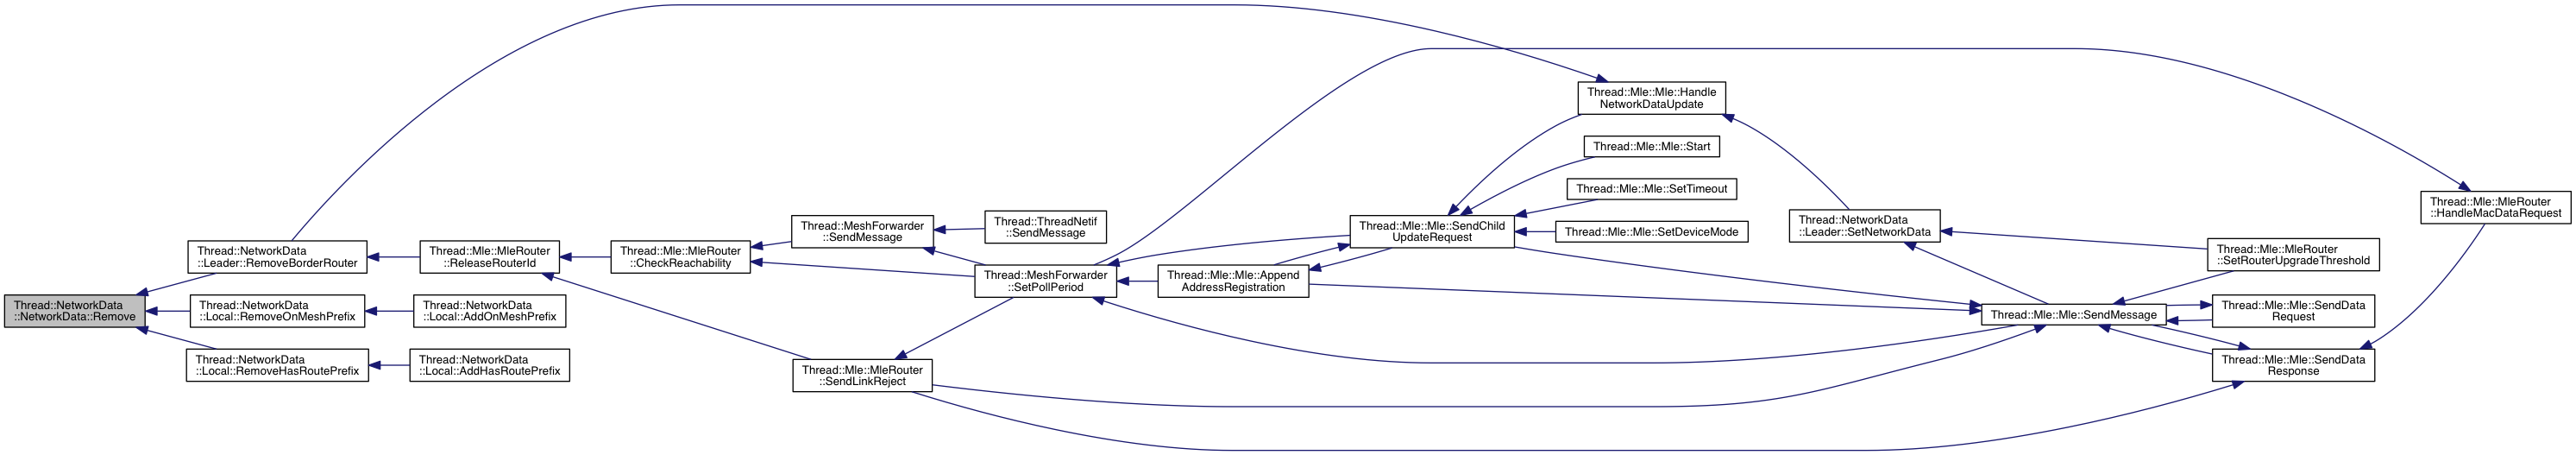 Thread::NetworkData
::NetworkData::Remove
Thread::NetworkData
::Leader::RemoveBorderRouter
Thread::NetworkData
::Local::RemoveOnMeshPrefix
Thread::NetworkData
::Local::RemoveHasRoutePrefix
Thread::Mle::MleRouter
::ReleaseRouterId
Thread::NetworkData
::Local::AddOnMeshPrefix
Thread::NetworkData
::Local::AddHasRoutePrefix
Thread::Mle::MleRouter
::CheckReachability
Thread::MeshForwarder
::SendMessage
Thread::Mle::MleRouter
::SendLinkReject
Thread::ThreadNetif
::SendMessage
Thread::MeshForwarder
::SetPollPeriod
Thread::Mle::Mle::Append
AddressRegistration
Thread::Mle::Mle::SendChild
UpdateRequest
Thread::Mle::Mle::Handle
NetworkDataUpdate
Thread::Mle::Mle::Start
Thread::Mle::Mle::SetTimeout
Thread::Mle::Mle::SetDeviceMode
Thread::NetworkData
::Leader::SetNetworkData
Thread::Mle::Mle::SendMessage
Thread::Mle::MleRouter
::SetRouterUpgradeThreshold
Thread::Mle::Mle::SendData
Request
Thread::Mle::Mle::SendData
Response
Thread::Mle::MleRouter
::HandleMacDataRequest